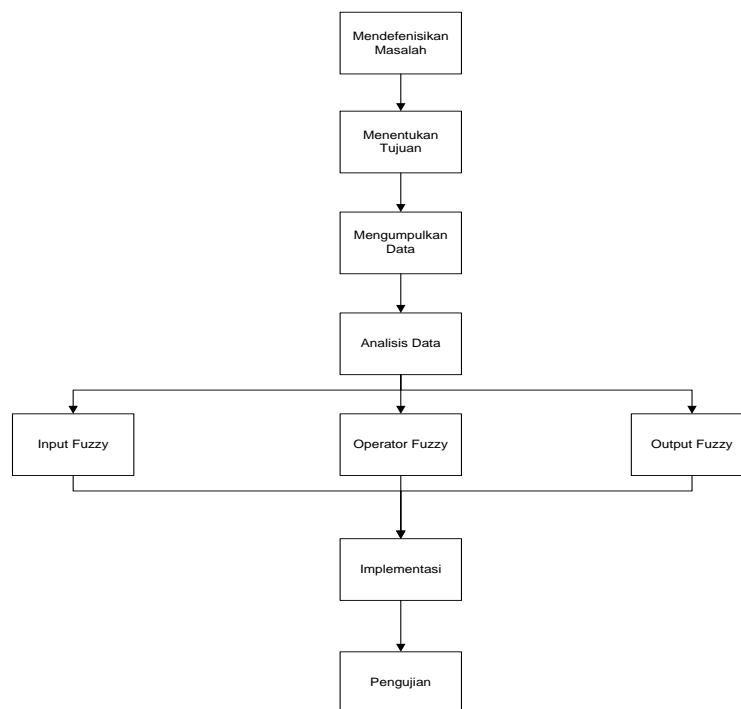 Mendefenisikan
Masalah
Menentukan
Tujuan
Mengumpulkan
Data
Analisis Data
Input Fuzzy
Operator Fuzzy
Output Fuzzy
Implementasi
Pengujian